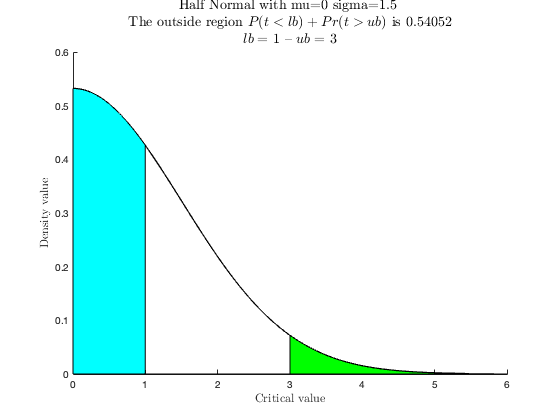 Half Normal with mu=0 sigma=1.5
The outside region P(t < lb) + Pr(t > ub) is 0.54052
lb = 1 – ub = 3
0.6
0.5
0.4
0.3
0.2
0.1
0
Density value
0 1 2 3 4 5 6
Critical value